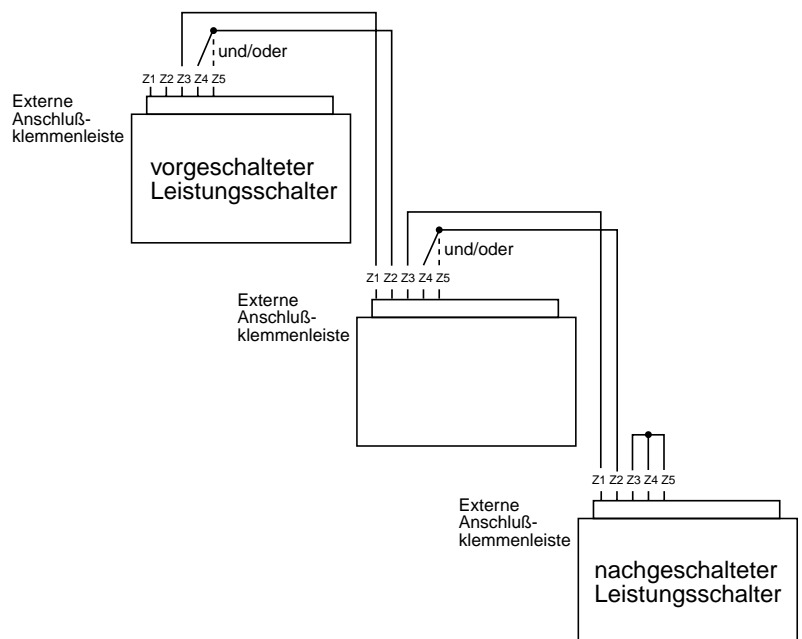 und/oder
Z1 Z2 Z3 Z4 Z5
Externe
Anschluß-
klemmenleiste
vorgeschalteter
Leistungsschalter
und/oder
Z1 Z2 Z3 Z4 Z5
Externe
Anschluß-
klemmenleiste
Z1 Z2 Z3 Z4 Z5
Externe
Anschluß-
klemmenleiste
nachgeschalteter
Leistungsschalter